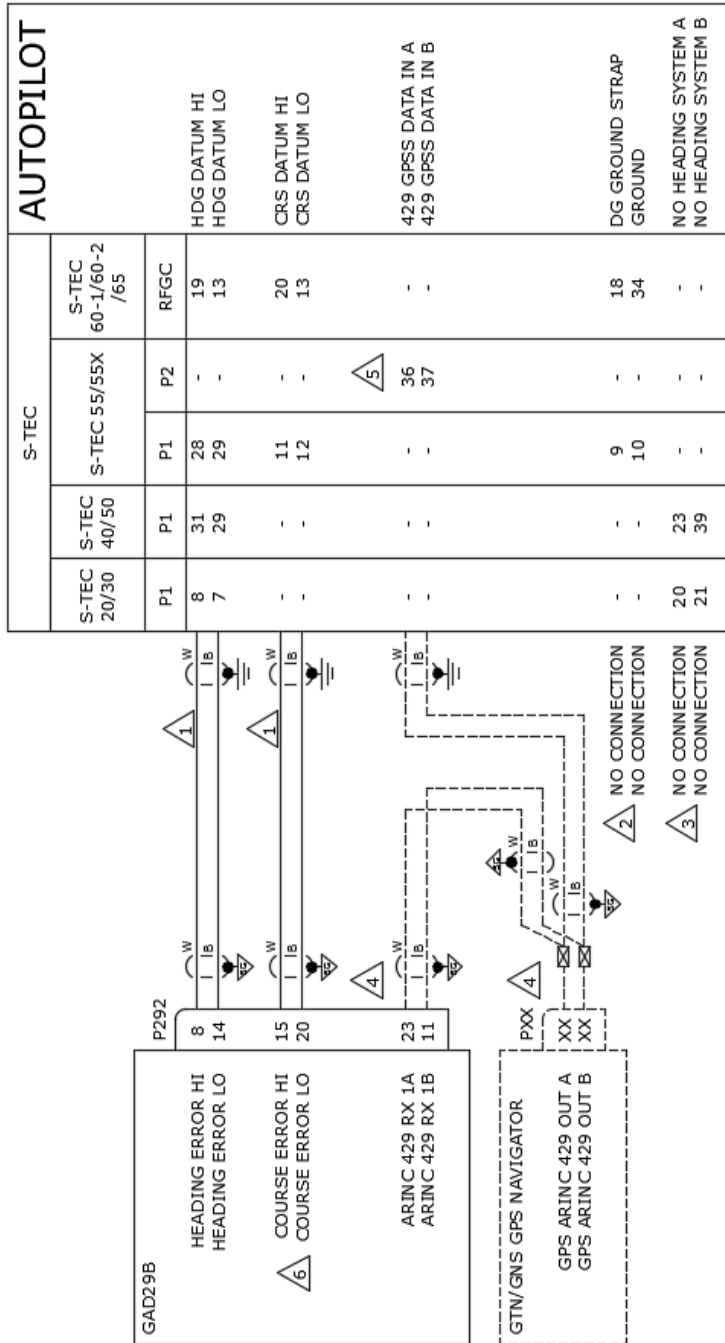 AUTOPILOT
S-TEC
S-TEC 20/30
S-TEC 40/50
S-TEC 55/55X
S-TEC 60-1/60-2 /65
P1
P1
P1
P2
RFGC
8 31 28 - 19 HDG DATUM HI
7 29 29 - 13 HDG DATUM LO
- - 11 - 20 CRS DATUM HI
- - 12 - 13 CRS DATUM LO
5
- - - 36 - 429 GPSS DATA IN A
- - - 37 - 429 GPSS DATA IN B
- - 9 - 18 DG GROUND STRAP
- - 10 - 34 GROUND
20 23 - - - NO HEADING SYSTEM A
21 39 - - - NO HEADING SYSTEM B
GAD29B
P292
HEADING ERROR HI 8
HEADING ERROR LO 14
W
B
SG
1
W
B
COURSE ERROR HI 15
COURSE ERROR LO 20
6
W
B
SG
1
W
B
4
ARINC 429 RX 1A 23
ARINC 429 RX 1B 11
W
B
SG
W
B
GTN/GNS GPS NAVIGATOR
PXX
4
GPS ARINC 429 OUT A XX
GPS ARINC 429 OUT B XX
SG
W
B
W
B
SG
2
NO CONNECTION
NO CONNECTION
3
NO CONNECTION
NO CONNECTION